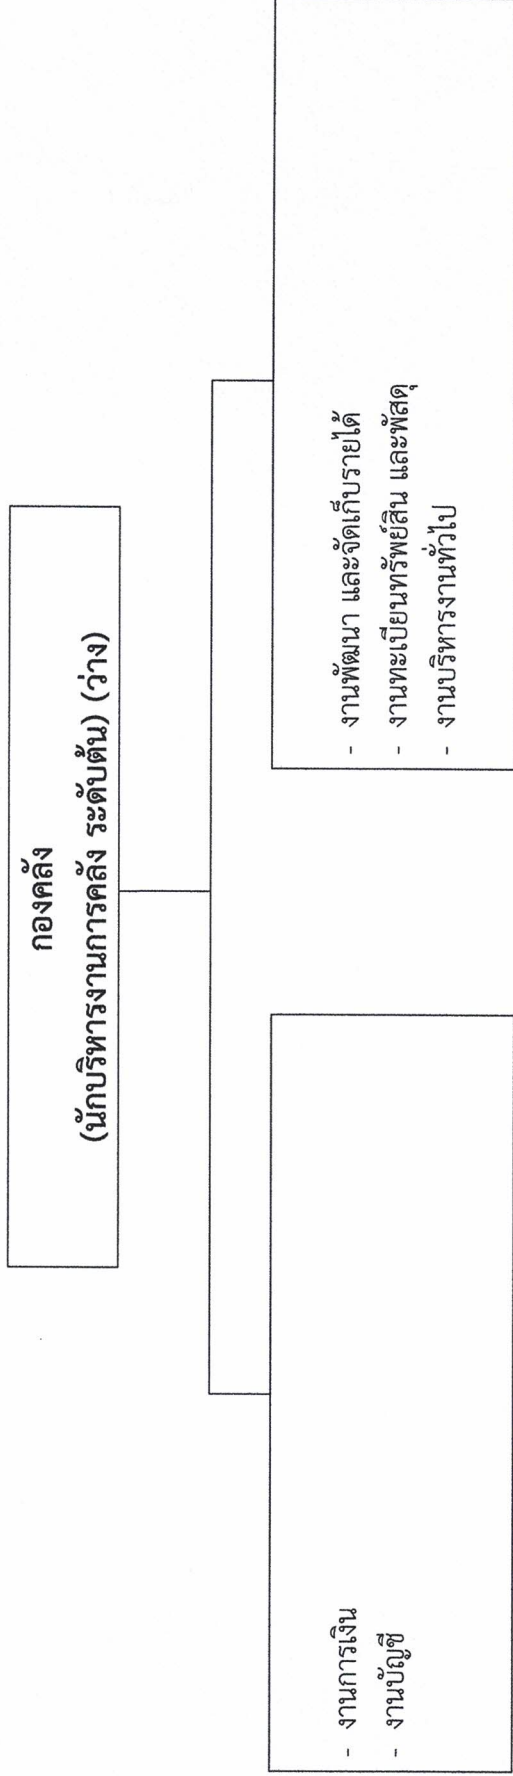 กองคลัง
(นักบริหารงานการคลัง ระดับต้น) (ว่าง)
- งานการเงิน
- งานบัญชี
- งานพัฒนา และจัดเก็บรายได้
- งานทะเบียนทรัพย์สิน และพัสดุ
- งานบริหารงานทั่วไป